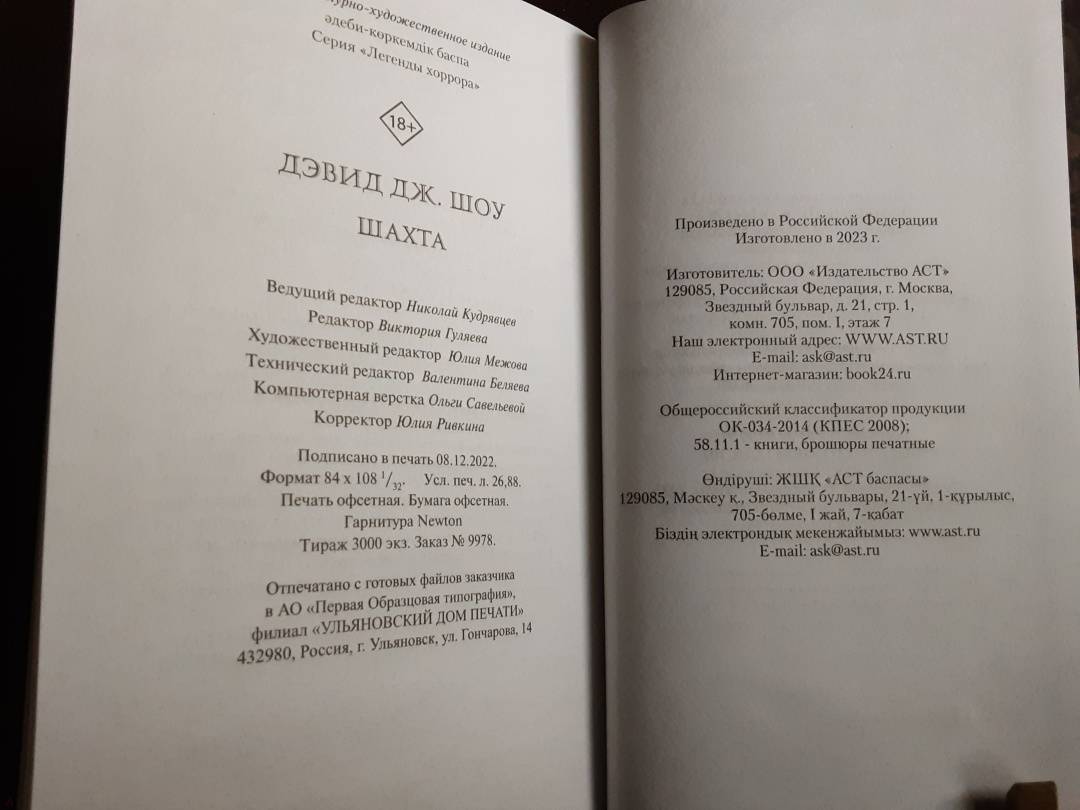 художественное издание
әдеби-көркемдік баспа
Серия «Легенды хоррора»
18+
ДЭВИД ДЖ. ШОУ
ШАХТА
Ведущий редактор Николай Кудрявцев
Редактор Виктория Гуляева
Художественный редактор Юлия Межова
Технический редактор Валентина Беляева
Компьютерная верстка Ольги Савельевой
Корректор Юлия Ривкина
Подписано в печать 08.12.2022.
Формат 84 х 108 1/32. Усл. печ. л. 26,88.
Печать офсетная. Бумага офсетная.
Гарнитура Newton
Тираж 3000 экз. Заказ № 9978.
Отпечатано с готовых файлов заказчика
в АО «Первая Образцовая типография»,
филиал «УЛЬЯНОВСКИЙ ДОМ ПЕЧАТИ»
432980, Россия, г. Ульяновск, ул. Гончарова, 14
Произведено в Российской Федерации
Изготовлено в 2023 г.
Изготовитель: ООО «Издательство АСТ»
129085, Российская Федерация, г. Москва,
Звездный бульвар, д. 21, стр. 1,
комн. 705, пом. I, этаж 7
Наш электронный адрес: WWW.AST.RU
E-mail: ask@ast.ru
Интернет-магазин: book24.ru
Общероссийский классификатор продукции
ОК-034-2014 (КПЕС 2008);
58.11.1 - книги, брошюры печатные
Өндіруші: ЖШҚ «АСТ баспасы»
129085, Мәскеу қ., Звездный бульвары, 21-үй, 1-құрылыс,
705-бөлме, I жай, 7-қабат
Біздің электрондық мекенжайымыз: www.ast.ru
E-mail: ask@ast.ru